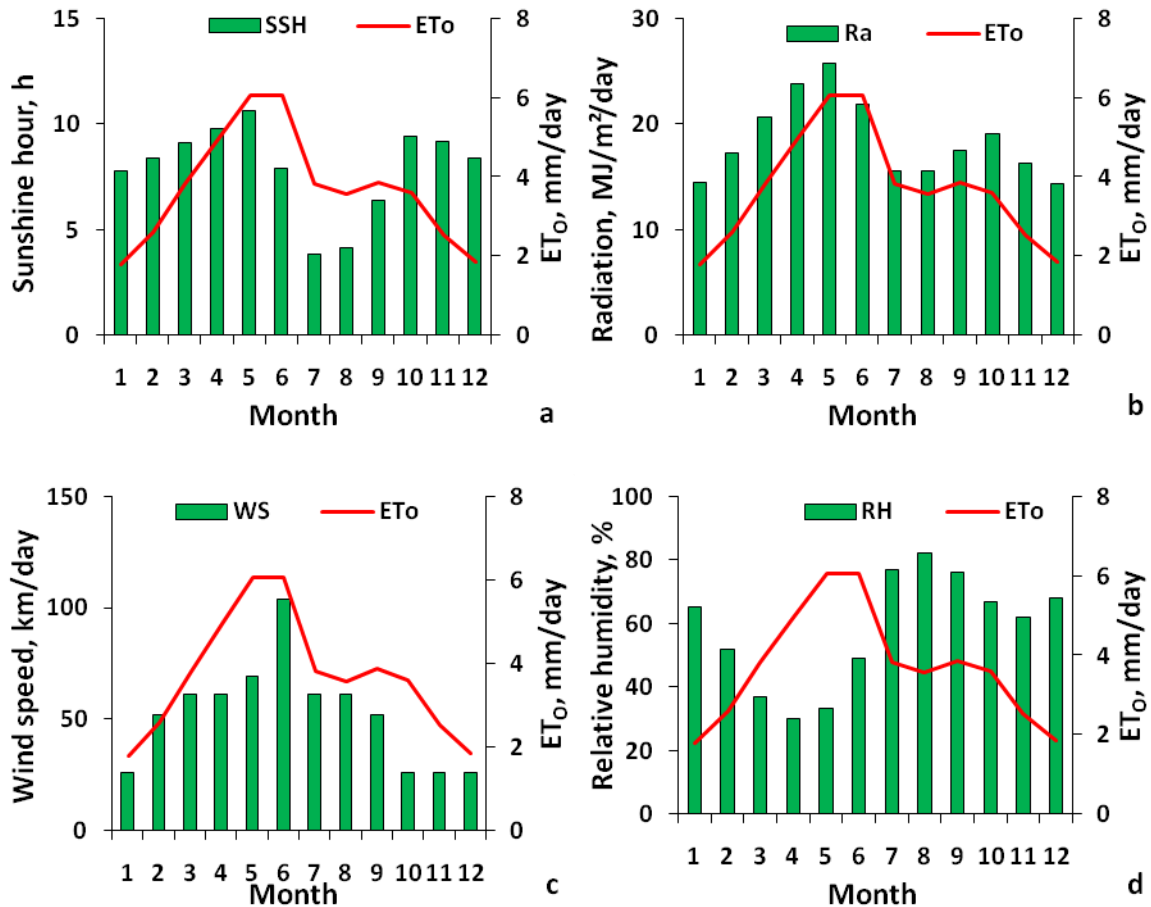 SSH ETo
15
10
5
0
Sunshine hour, h
8
6
4
2
0
ET₀, mm/day
1 2 3 4 5 6 7 8 9 10 11 12
Month
a
Ra ETo
30
20
10
0
Radiation, MJ/m²/day
8
6
4
2
0
ET₀, mm/day
1 2 3 4 5 6 7 8 9 10 11 12
Month
b
WS ETo
150
100
50
0
Wind speed, km/day
8
6
4
2
0
ET₀, mm/day
1 2 3 4 5 6 7 8 9 10 11 12
Month
c
RH ETo
100
80
60
40
20
0
Relative humidity, %
8
6
4
2
0
ET₀, mm/day
1 2 3 4 5 6 7 8 9 10 11 12
Month
d